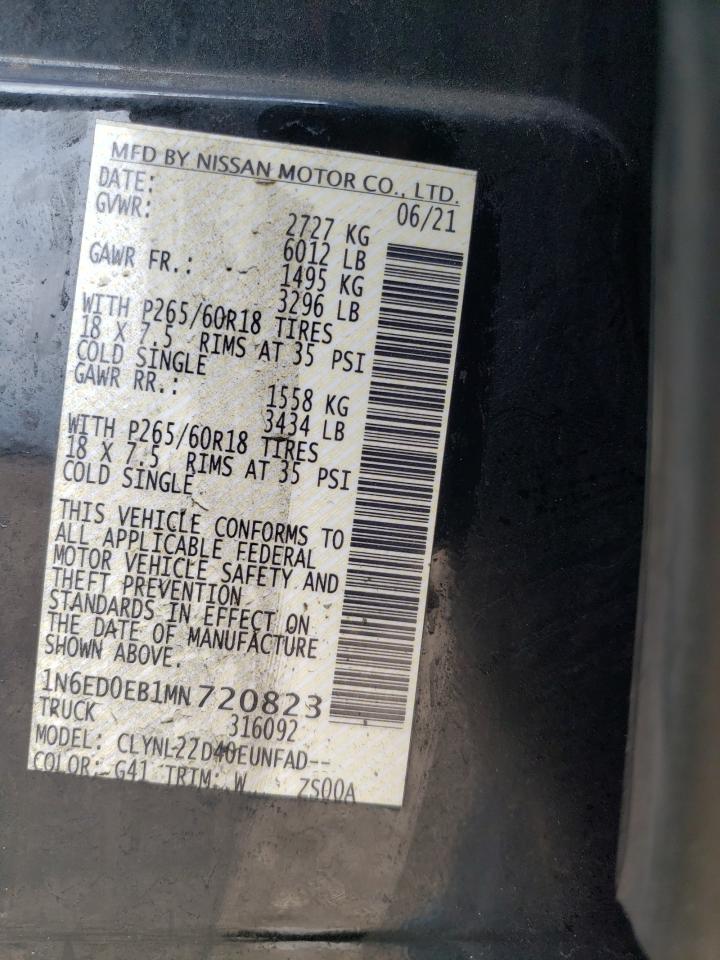 MFD BY NISSAN MOTOR CO., LTD.
DATE: 06/21
GVWR: 2727 KG
6012 LB
GAWR FR.: 1495 KG
3296 LB
WITH P265/60R18 TIRES
18 X 7.5 RIMS AT 35 PSI
COLD SINGLE
GAWR RR.: 1558 KG
3434 LB
WITH P265/60R18 TIRES
18 X 7.5 RIMS AT 35 PSI
COLD SINGLE
THIS VEHICLE CONFORMS TO
ALL APPLICABLE FEDERAL
MOTOR VEHICLE SAFETY AND
THEFT PREVENTION
STANDARDS IN EFFECT ON
THE DATE OF MANUFACTURE
SHOWN ABOVE.
1N6ED0EB1MN720823
TRUCK 316092
MODEL: CLYNL22D40EUNFAD--
COLOR: G41 TRIM: W ZS00A